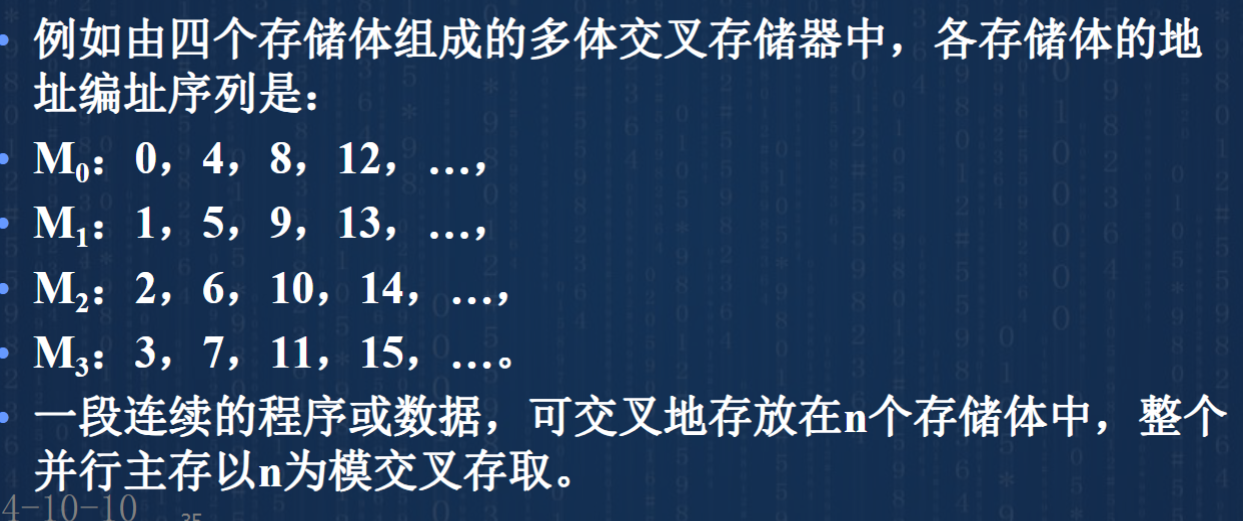 例如由四个存储体组成的多体交叉存储器中，各存储体的地
址编址序列是：
M₀：0，4，8，12，…，
M₁：1，5，9，13，…，
M₂：2，6，10，14，…，
M₃：3，7，11，15，…。
一段连续的程序或数据，可交叉地存放在n个存储体中，整个
并行主存以n为模交叉存取。
4-10-10
35